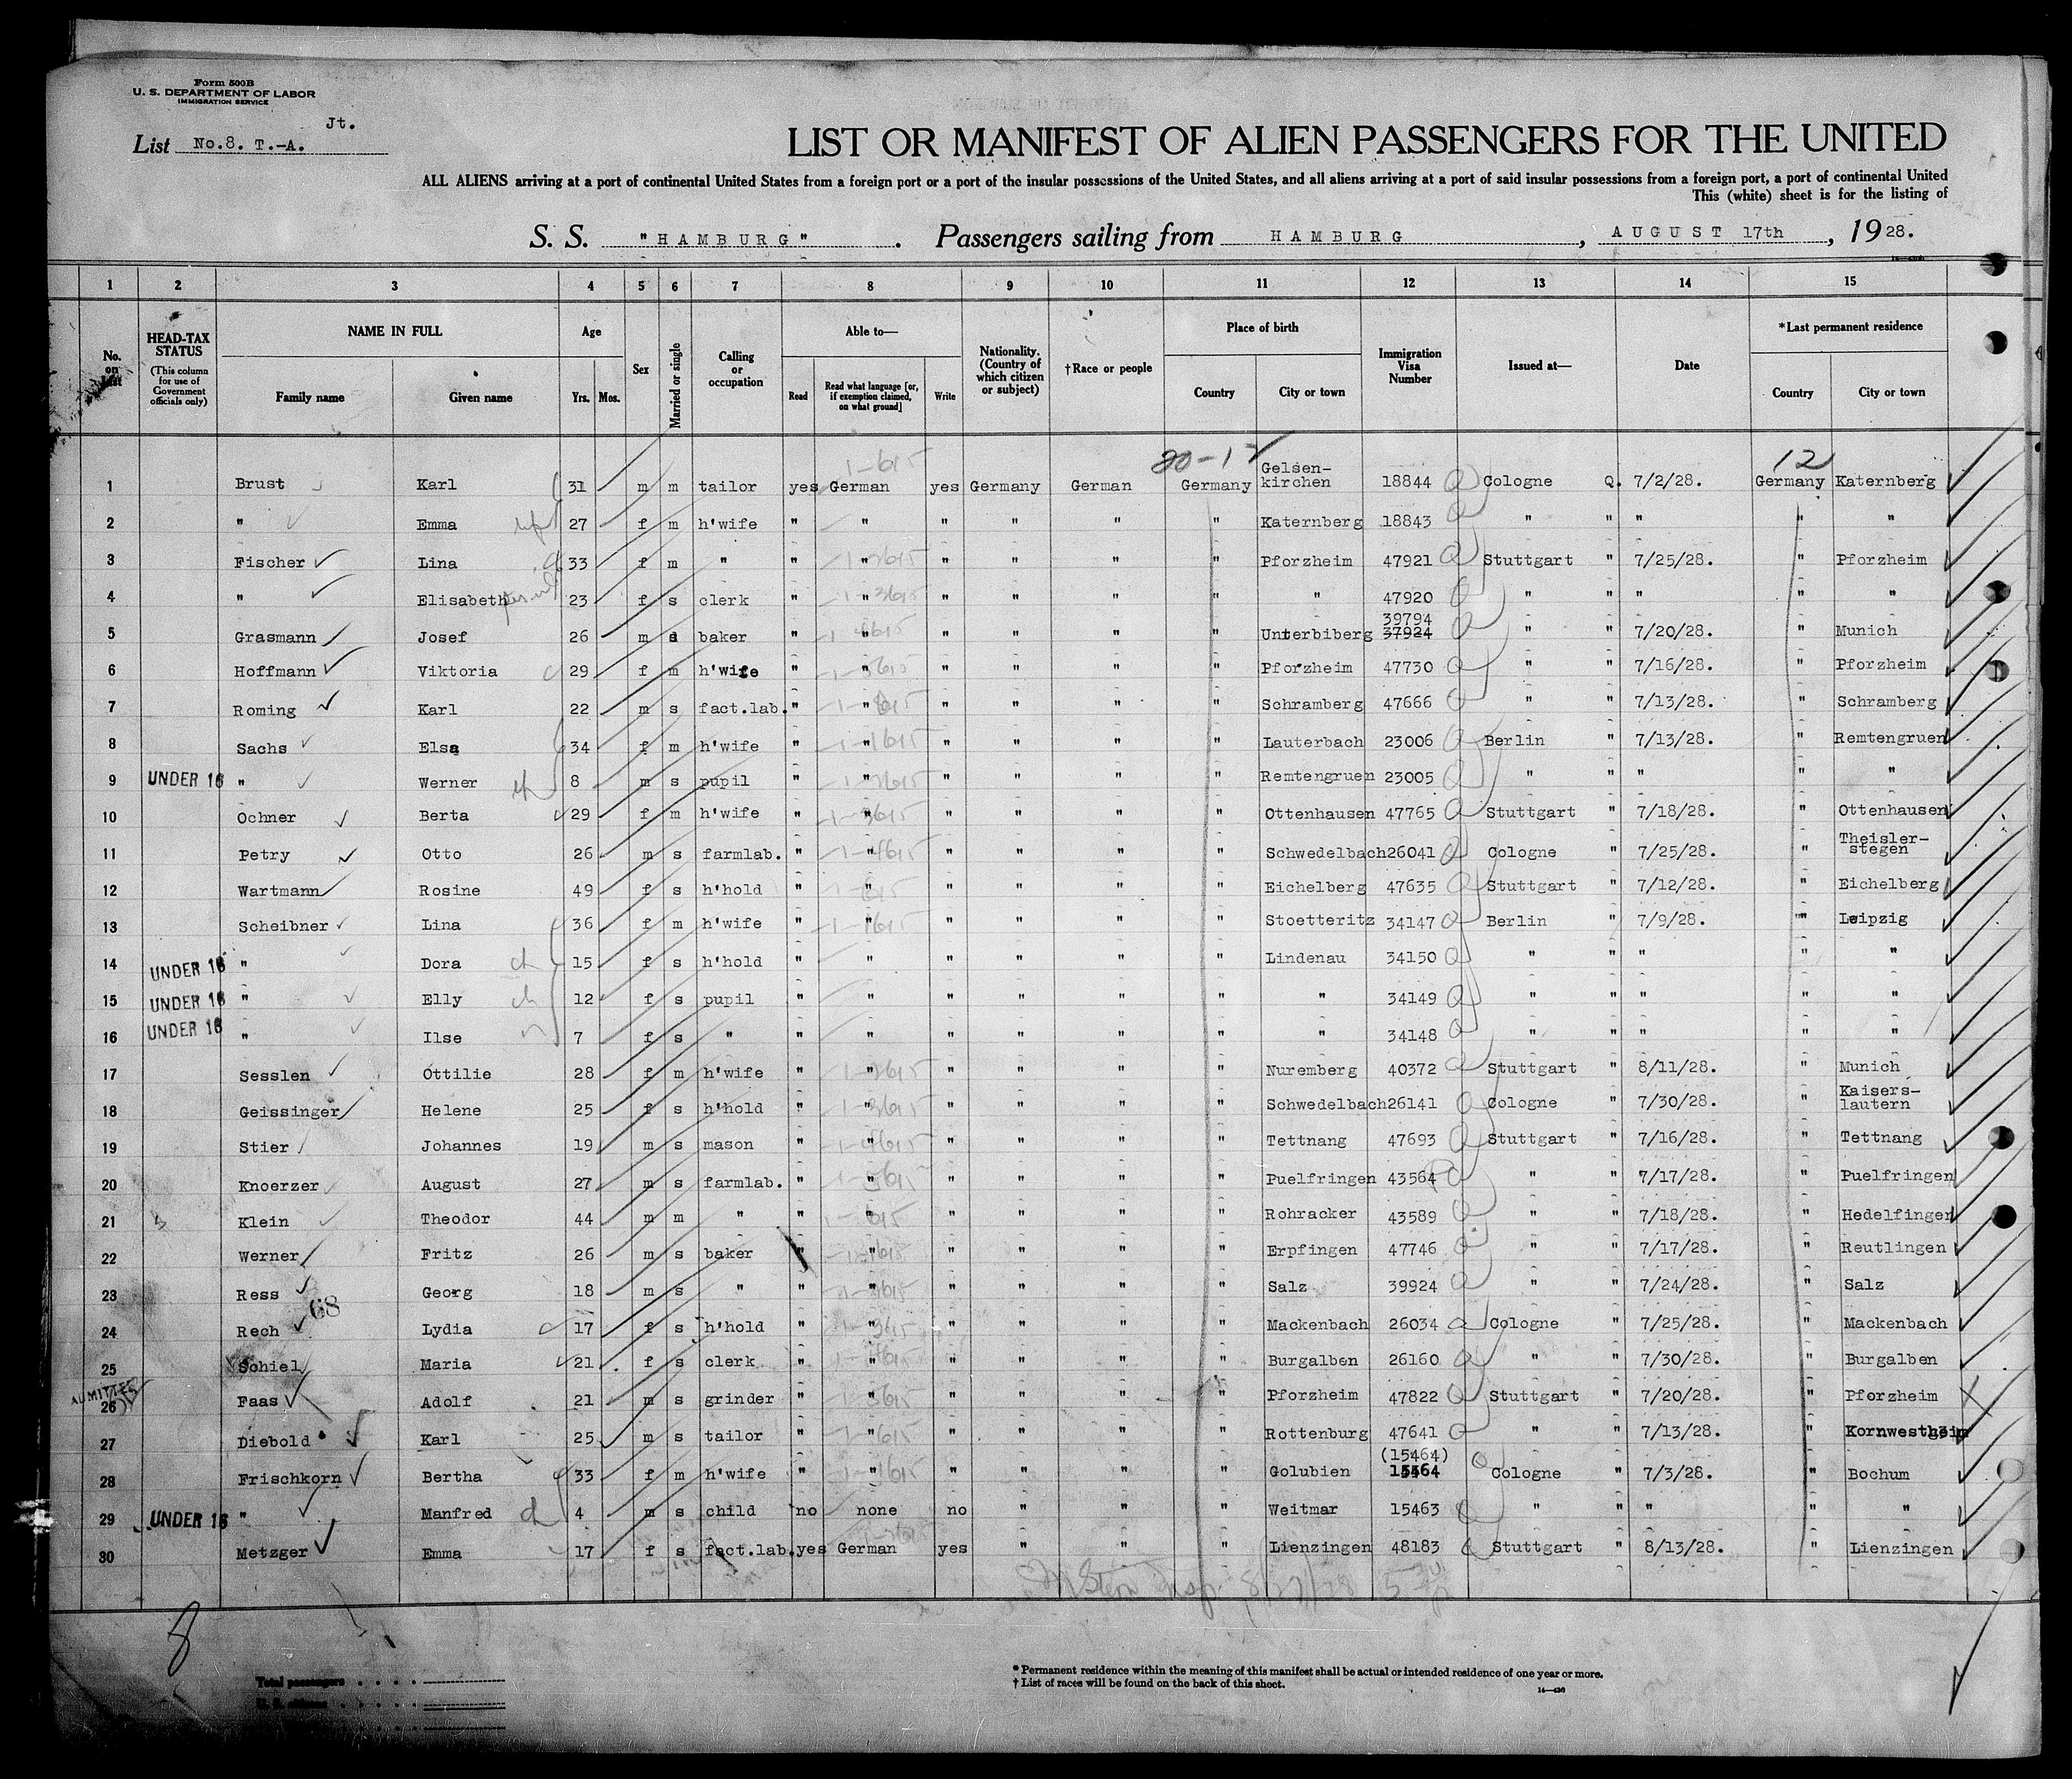 Form 500B
U. S. DEPARTMENT OF LABOR
IMMIGRATION SERVICE
Jt.
List No.8. T.-A.
LIST OR MANIFEST OF ALIEN PASSENGERS FOR THE UNITED
ALL ALIENS arriving at a port of continental United States from a foreign port or a port of the insular possessions of the United States, and all aliens arriving at a port of said insular possessions from a foreign port, a port of continental United
This (white) sheet is for the listing of
S. S. "HAMBURG" . Passengers sailing from HAMBURG , AUGUST 17th , 1928.
1 2 3 4 5 6 7 8 9 10 11 12 13 14 15
No. on List
HEAD-TAX STATUS (This column for use of Government officials only)
NAME IN FULL Family name Given name
Age Yrs. Mos.
Sex
Married or single
Calling or occupation
Able to— Read Read what language [or, if exemption claimed, on what ground] Write
Nationality. (Country of which citizen or subject)
†Race or people
Place of birth Country City or town
Immigration Visa Number
Issued at—
Date
*Last permanent residence Country City or town
20-12 12
1 Brust Karl 31 m m tailor yes German yes Germany German Germany Gelsen-kirchen 18844 Cologne Q. 7/2/28. Germany Katernberg
2 " Emma 27 f m h'wife " " " " " " Katernberg 18843 " " " " "
3 Fischer Lina 33 f m " " " " " " " Pforzheim 47921 Stuttgart " 7/25/28. " Pforzheim
4 " Elisabeth 23 f s clerk " " " " " " " 47920 " " " " "
5 Grasmann Josef 26 m s baker " " " " " " Unterbiberg 39794 37924 " " 7/20/28. " Munich
6 Hoffmann Viktoria 29 f m h'wife " " " " " " Pforzheim 47730 " " 7/16/28. " Pforzheim
7 Roming Karl 22 m s fact.lab. " " " " " " Schramberg 47666 " " 7/13/28. " Schramberg
8 Sachs Elsa 34 f m h'wife " " " " " " Lauterbach 23006 Berlin " 7/13/28. " Remtengruen
9 UNDER 16 " Werner 8 m s pupil " " " " " " Remtengruen 23005 " " " " "
10 Ochner Berta 29 f m h'wife " " " " " " Ottenhausen 47765 Stuttgart " 7/18/28. " Ottenhausen
11 Petry Otto 26 m s farmlab. " " " " " " Schwedelbach 26041 Cologne " 7/25/28. " Theisler-stegen
12 Wartmann Rosine 49 f s h'hold " " " " " " Eichelberg 47635 Stuttgart " 7/12/28. " Eichelberg
13 Scheibner Lina 36 f m h'wife " " " " " " Stoetteritz 34147 Berlin " 7/9/28. " Leipzig
14 UNDER 16 " Dora 15 f s h'hold " " " " " " Lindenau 34150 " " " " "
15 UNDER 16 " Elly 12 f s pupil " " " " " " " 34149 " " " " "
16 UNDER 16 " Ilse 7 f s " " " " " " " " 34148 " " " " "
17 Sesslen Ottilie 28 f m h'wife " " " " " " Nuremberg 40372 Stuttgart " 8/11/28. " Munich
18 Geissinger Helene 25 f s h'hold " " " " " " Schwedelbach 26141 Cologne " 7/30/28. " Kaisers-lautern
19 Stier Johannes 19 m s mason " " " " " " Tettnang 47693 Stuttgart " 7/16/28. " Tettnang
20 Knoerzer August 27 m s farmlab. " " " " " " Puelfringen 43564 " " 7/17/28. " Puelfringen
21 Klein Theodor 44 m m " " " " " " " Rohracker 43589 " " 7/18/28. " Hedelfingen
22 Werner Fritz 26 m s baker " " " " " " Erpfingen 47746 " " 7/17/28. " Reutlingen
23 Ress Georg 18 m s " " " " " " " Salz 39924 " " 7/24/28. " Salz
68
24 Rech Lydia 17 f s h'hold " " " " " " Mackenbach 26034 Cologne " 7/25/28. " Mackenbach
25 Schiel Maria 21 f s clerk " " " " " " Burgalben 26160 " " 7/30/28. " Burgalben
ADMITTED
26 Faas Adolf 21 m s grinder " " " " " " Pforzheim 47822 Stuttgart " 7/20/28. " Pforzheim
27 Diebold Karl 25 m s tailor " " " " " " Rottenburg 47641 " " 7/13/28. " Kornwestheim
28 Frischkorn Bertha 33 f m h'wife " " " " " " Golubien (15464) 15464 Cologne " 7/3/28. " Bochum
29 UNDER 16 " Manfred 4 m s child no none no " " " Weitmar 15463 " " " " "
30 Metzger Emma 17 f s fact.lab. yes German yes " " " Lienzingen 48183 Stuttgart " 8/13/28. " Lienzingen
8
Total passengers
U. S. citizens
* Permanent residence within the meaning of this manifest shall be actual or intended residence of one year or more.
† List of races will be found on the back of this sheet.